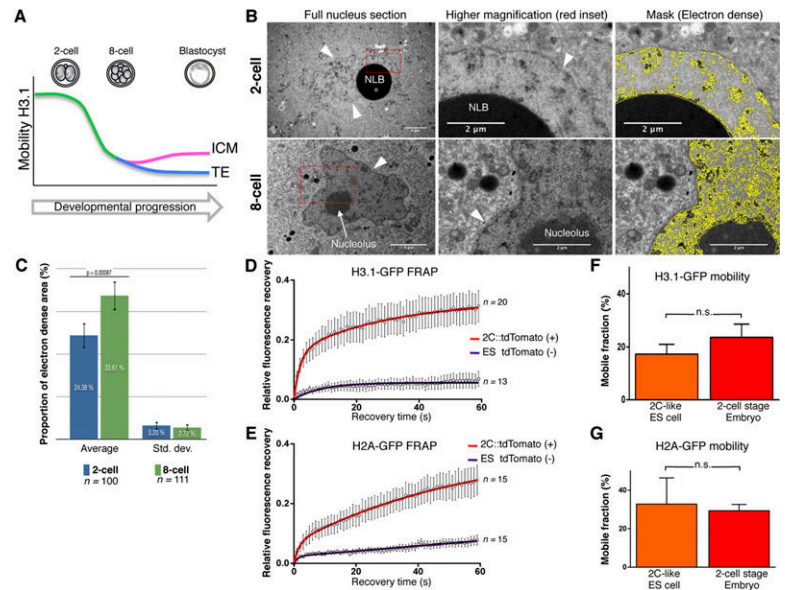 A
2-cell
8-cell
Blastocyst
Mobility H3.1
ICM
TE
Developmental progression
B
Full nucleus section
Higher magnification (red inset)
Mask (Electron dense)
2-cell
NLB
NLB
2 µm
2 µm
8-cell
Nucleolus
Nucleolus
2 µm
2 µm
C
Proportion of electron dense area (%)
p = 0.00087
24.38 %
33.61 %
3.20 %
2.72 %
Average
Std. dev.
2-cell
8-cell
n = 100
n = 111
D
H3.1-GFP FRAP
Relative fluorescence recovery
0.4
0.2
0.0
n = 20
2C::tdTomato (+)
ES tdTomato (-)
n = 13
0
20
40
60
Recovery time (s)
E
H2A-GFP FRAP
Relative fluorescence recovery
0.4
0.2
0.0
2C::tdTomato (+)
ES tdTomato (-)
n = 15
n = 15
0
20
40
60
Recovery time (s)
F
H3.1-GFP mobility
Mobile fraction (%)
40
20
0
n.s.
2C-like
ES cell
2-cell stage
Embryo
G
H2A-GFP mobility
Mobile fraction (%)
40
20
0
n.s.
2C-like
ES cell
2-cell stage
Embryo